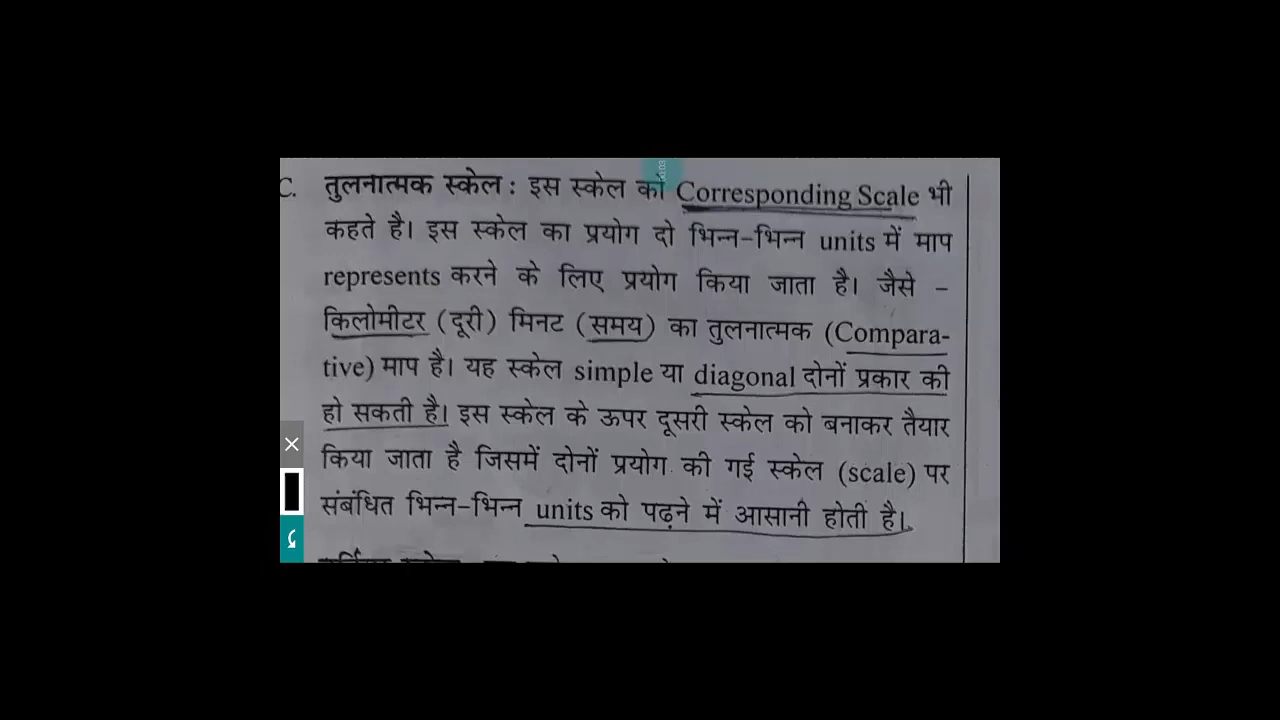 C. तुलनात्मक स्केल : इस स्केल को Corresponding Scale भी
कहते है। इस स्केल का प्रयोग दो भिन्न-भिन्न units में माप
represents करने के लिए प्रयोग किया जाता है। जैसे -
किलोमीटर (दूरी) मिनट (समय) का तुलनात्मक (Compara-
tive) माप है। यह स्केल simple या diagonal दोनों प्रकार की
हो सकती है। इस स्केल के ऊपर दूसरी स्केल को बनाकर तैयार
किया जाता है जिसमें दोनों प्रयोग की गई स्केल (scale) पर
संबंधित भिन्न-भिन्न units को पढ़ने में आसानी होती है।